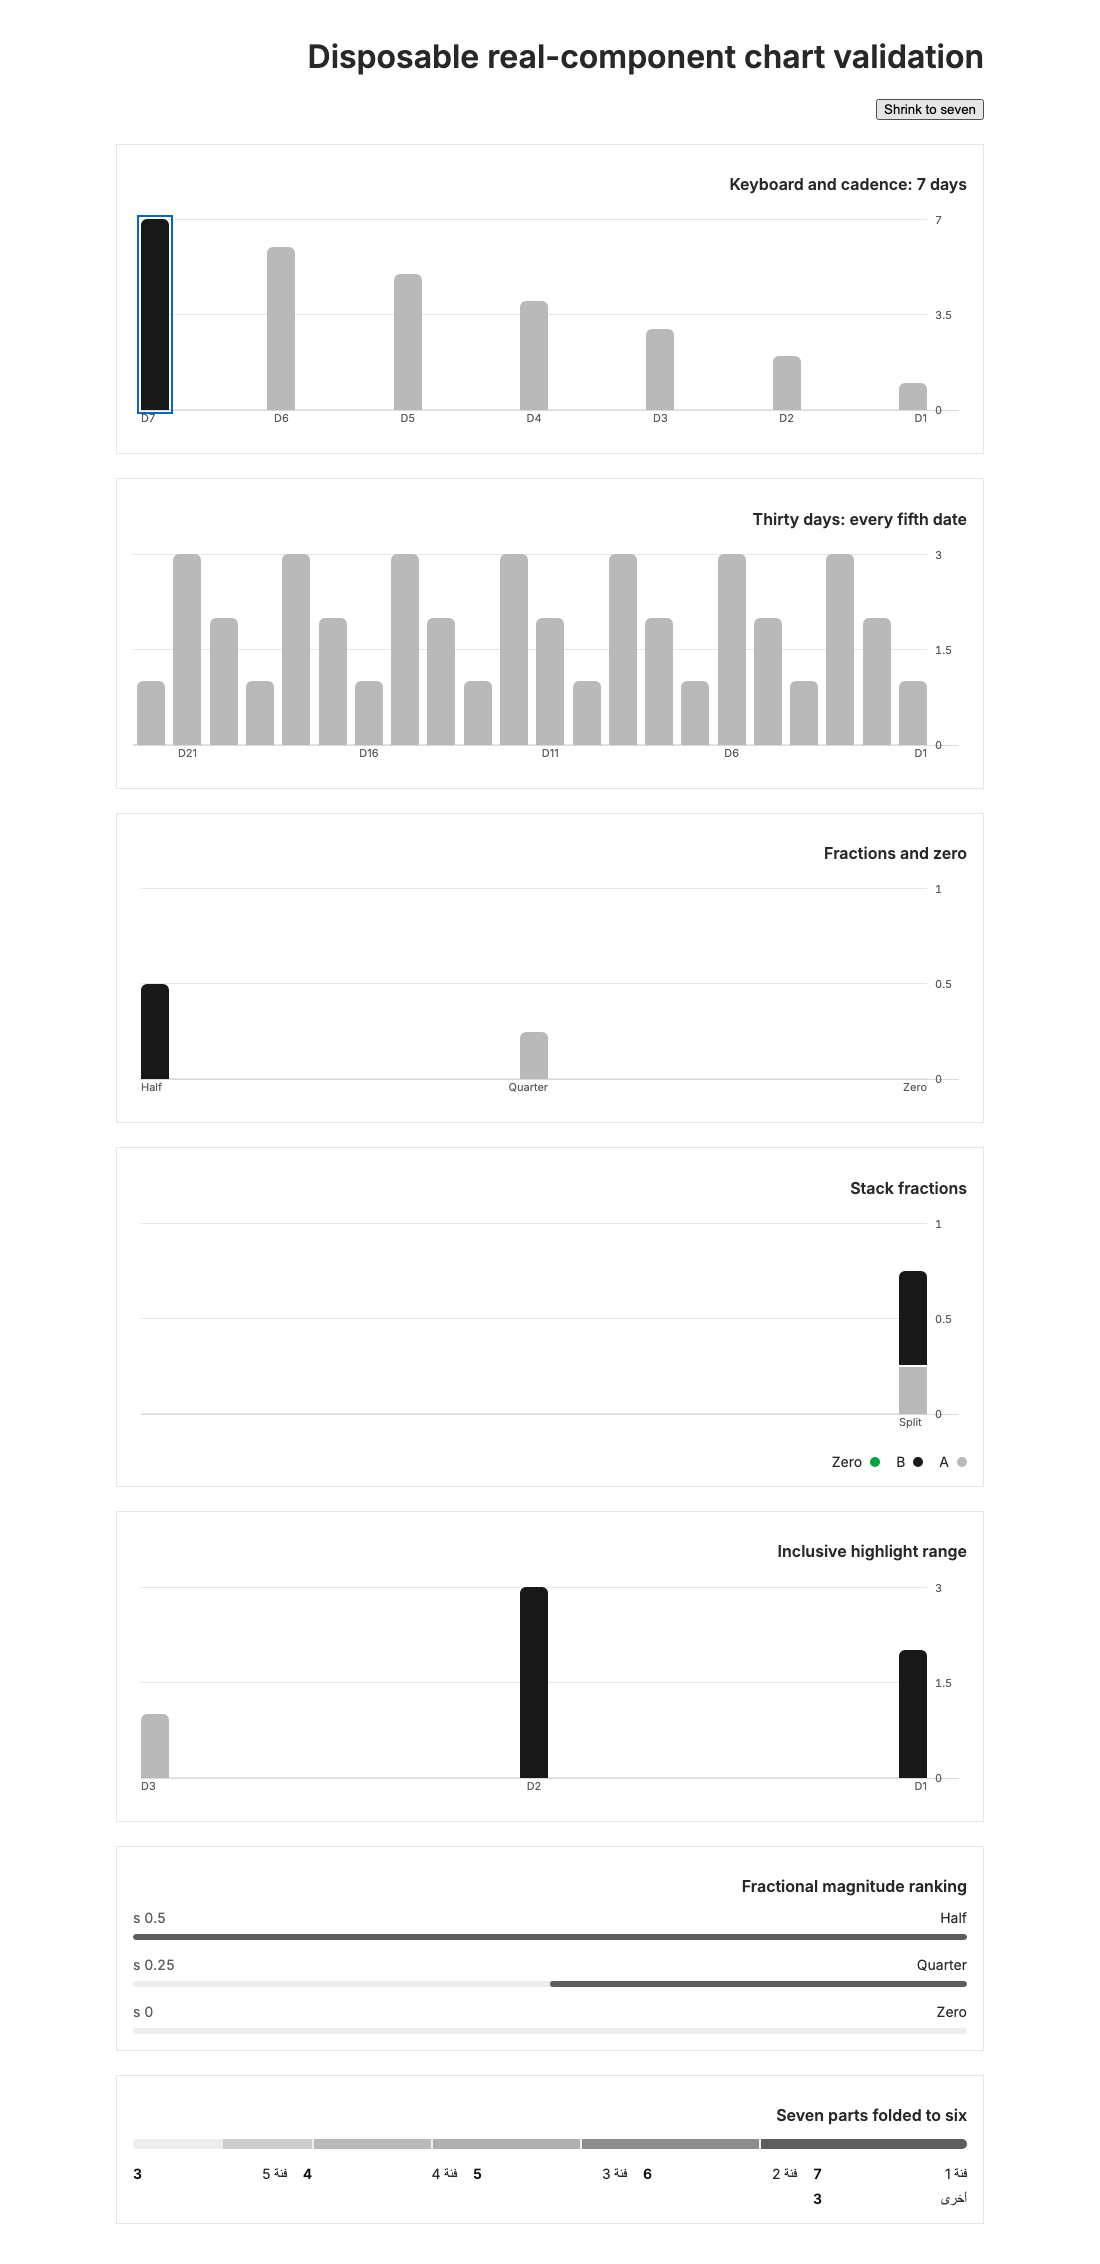 Disposable real-component chart validation
Shrink to seven
Keyboard and cadence: 7 days
7
3.5
0
D7 D6 D5 D4 D3 D2 D1
Thirty days: every fifth date
3
1.5
0
D21 D16 D11 D6 D1
Fractions and zero
1
0.5
0
Half Quarter Zero
Stack fractions
1
0.5
0
Split
Zero B A
Inclusive highlight range
3
1.5
0
D3 D2 D1
Fractional magnitude ranking
Half
s 0.5
Quarter
s 0.25
Zero
s 0
Seven parts folded to six
فئة 1 7 فئة 2 6 فئة 3 5 فئة 4 4 فئة 5 3
أخرى 3